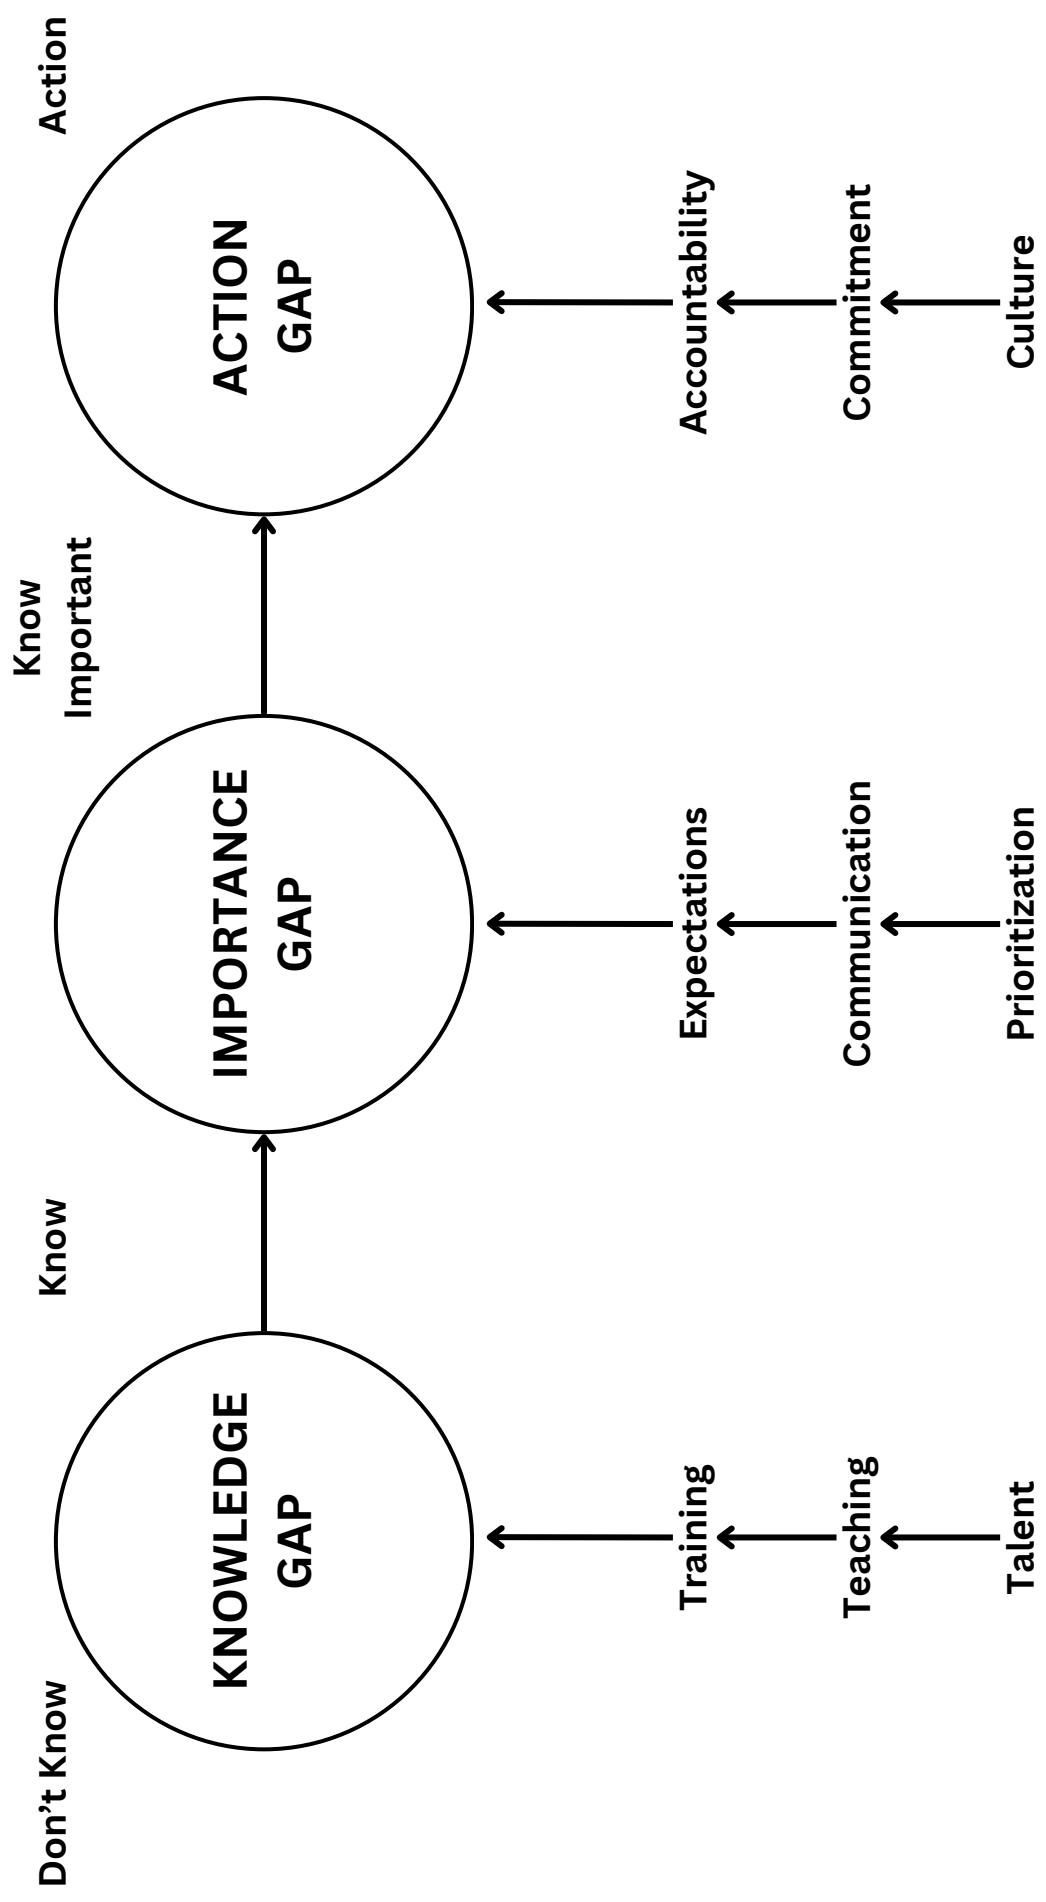 Don’t Know
Know
Know
Important
Action
KNOWLEDGE
GAP
IMPORTANCE
GAP
ACTION
GAP
Training
Expectations
Accountability
Teaching
Communication
Commitment
Talent
Prioritization
Culture